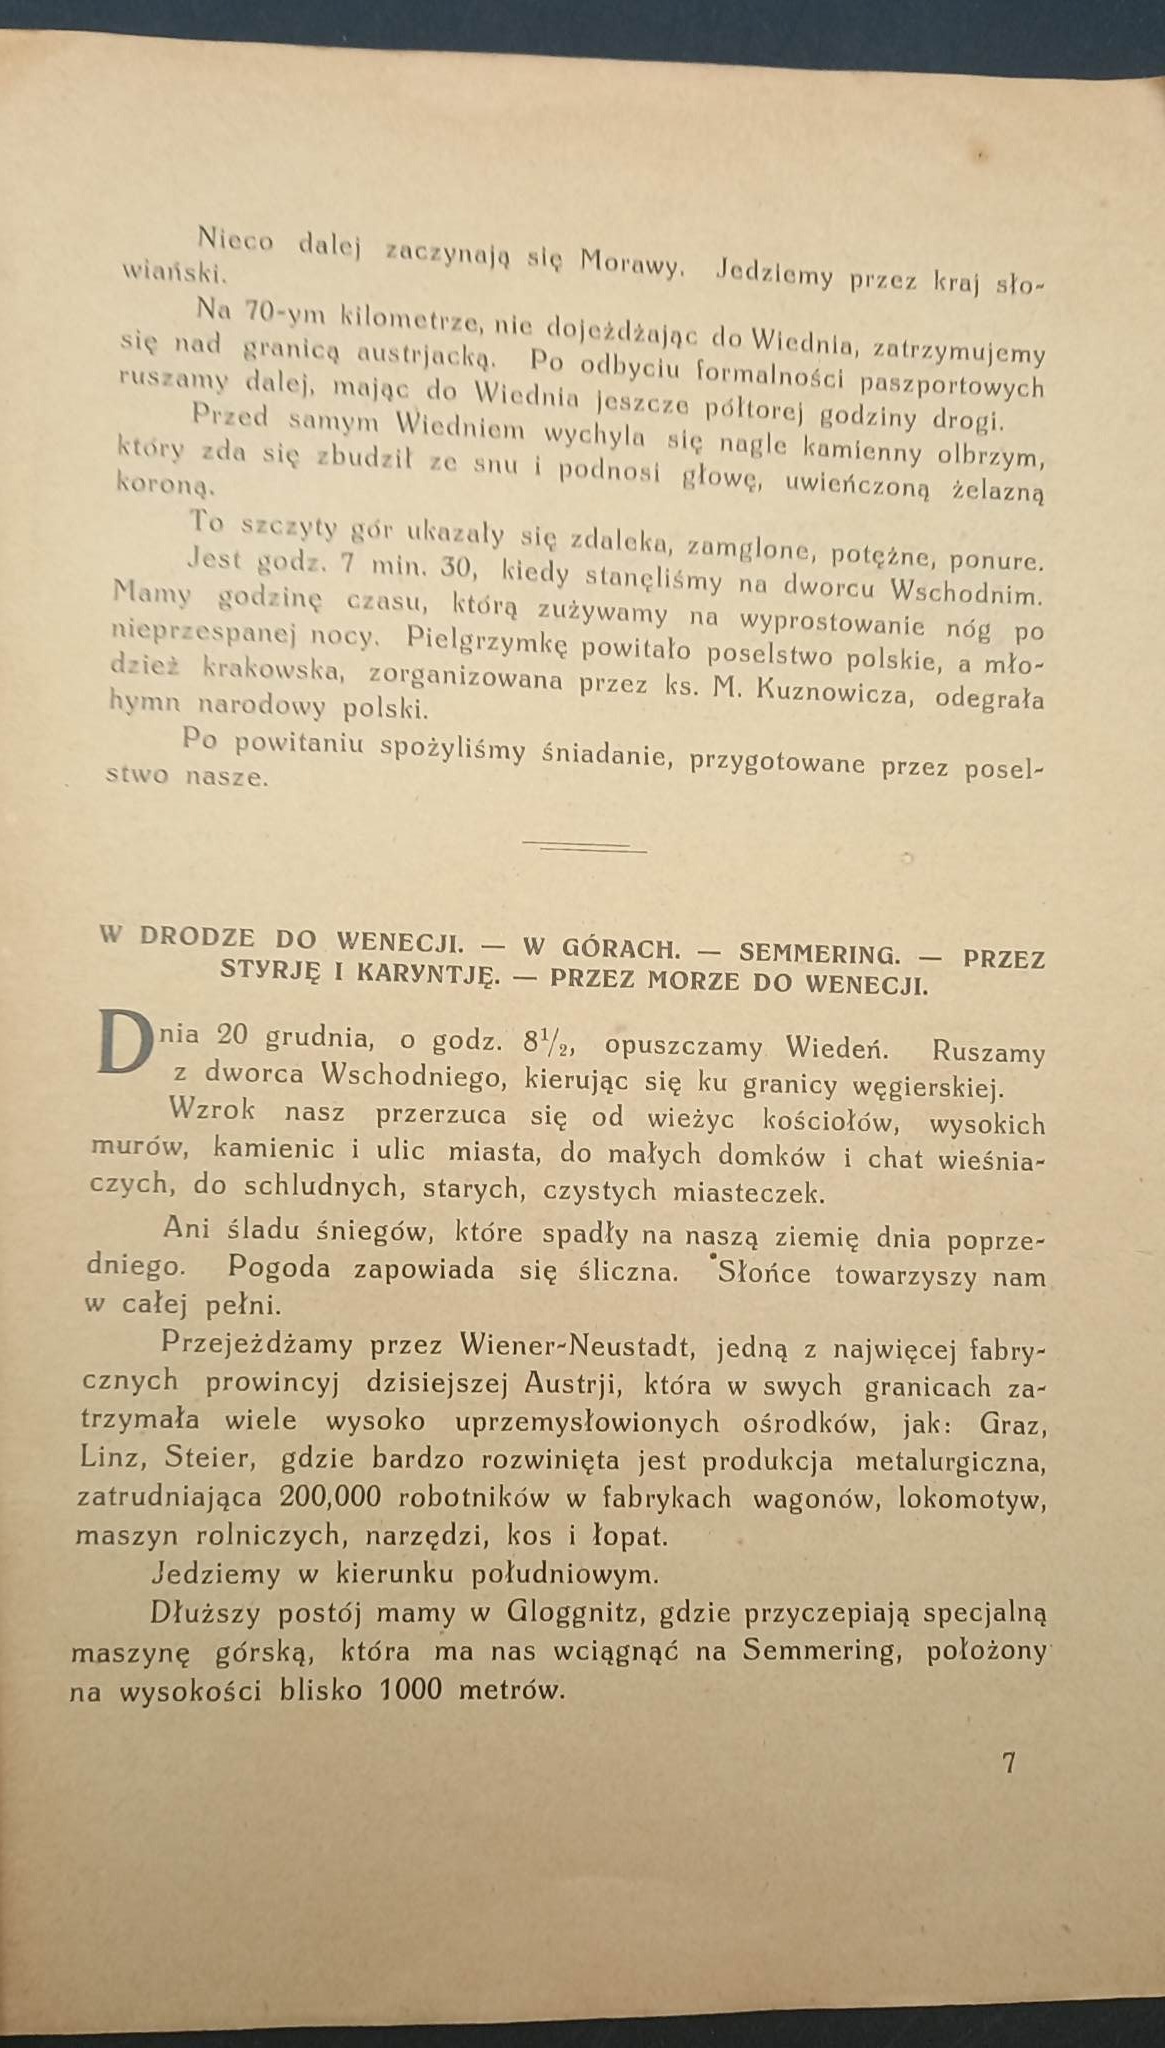 Nieco dalej zaczynają się Morawy. Jedziemy przez kraj sło-
wiański.
Na 70-ym kilometrze, nie dojeżdżając do Wiednia, zatrzymujemy
się nad granicą austrjacką. Po odbyciu formalności paszportowych
ruszamy dalej, mając do Wiednia jeszcze półtorej godziny drogi.
Przed samym Wiedniem wychyla się nagle kamienny olbrzym,
który zda się zbudził ze snu i podnosi głowę, uwieńczoną żelazną
koroną.
To szczyty gór ukazały się zdaleka, zamglone, potężne, ponure.
Jest godz. 7 min. 30, kiedy stanęliśmy na dworcu Wschodnim.
Mamy godzinę czasu, którą zużywamy na wyprostowanie nóg po
nieprzespanej nocy. Pielgrzymkę powitało poselstwo polskie, a mło-
dzież krakowska, zorganizowana przez ks. M. Kuznowicza, odegrała
hymn narodowy polski.
Po powitaniu spożyliśmy śniadanie, przygotowane przez posel-
stwo nasze.
W DRODZE DO WENECJI. — W GÓRACH. — SEMMERING. — PRZEZ
STYRJĘ I KARYNTJĘ. — PRZEZ MORZE DO WENECJI.
Dnia 20 grudnia, o godz. 8½, opuszczamy Wiedeń. Ruszamy
z dworca Wschodniego, kierując się ku granicy węgierskiej.
Wzrok nasz przerzuca się od wieżyc kościołów, wysokich
murów, kamienic i ulic miasta, do małych domków i chat wieśnia-
czych, do schludnych, starych, czystych miasteczek.
Ani śladu śniegów, które spadły na naszą ziemię dnia poprze-
dniego. Pogoda zapowiada się śliczna. Słońce towarzyszy nam
w całej pełni.
Przejeżdżamy przez Wiener-Neustadt, jedną z najwięcej fabry-
cznych prowincyj dzisiejszej Austrji, która w swych granicach za-
trzymała wiele wysoko uprzemysłowionych ośrodków, jak: Graz,
Linz, Steier, gdzie bardzo rozwinięta jest produkcja metalurgiczna,
zatrudniająca 200,000 robotników w fabrykach wagonów, lokomotyw,
maszyn rolniczych, narzędzi, kos i łopat.
Jedziemy w kierunku południowym.
Dłuższy postój mamy w Gloggnitz, gdzie przyczepiają specjalną
maszynę górską, która ma nas wciągnąć na Semmering, położony
na wysokości blisko 1000 metrów.
7